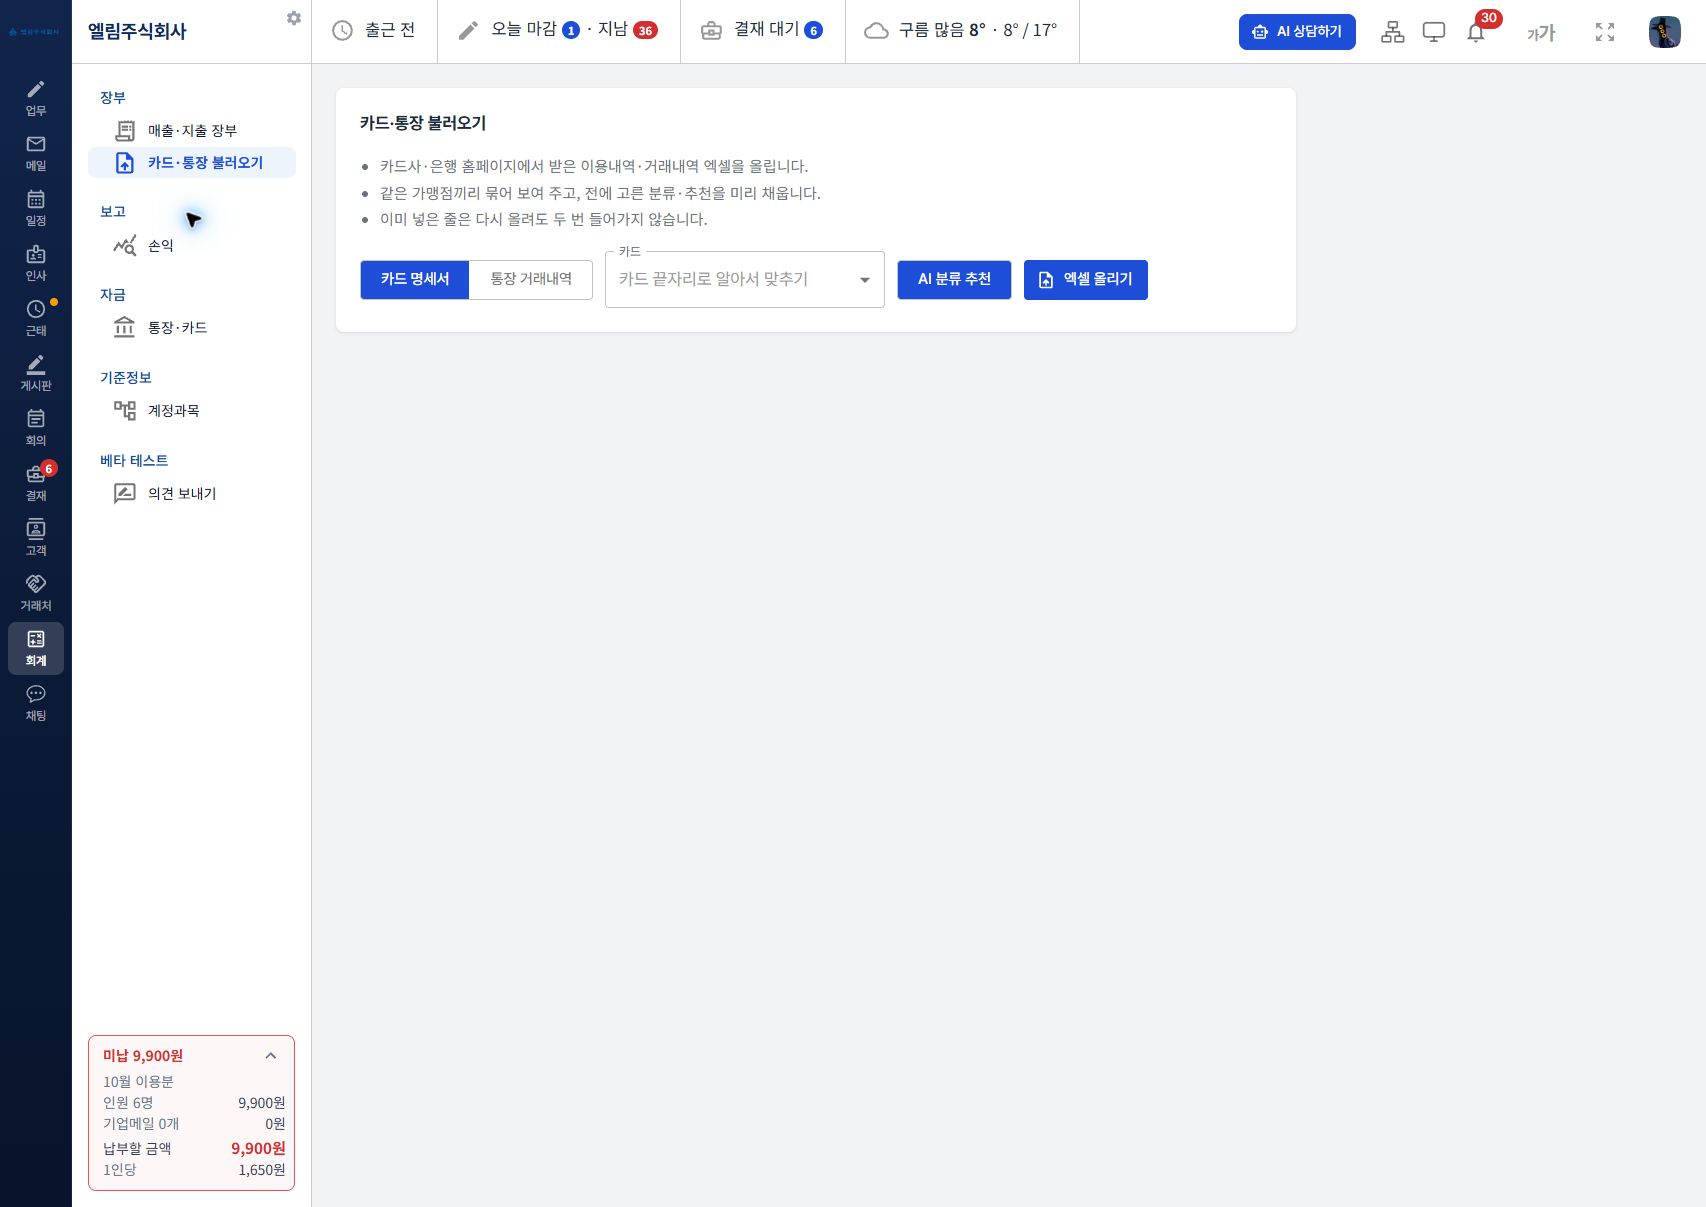 엘림주식회사
업무
메일
일정
인사
근태
게시판
회의
6
결재
고객
거래처
회계
채팅
엘림주식회사
장부
매출·지출 장부
카드·통장 불러오기
보고
손익
자금
통장·카드
기준정보
계정과목
베타 테스트
의견 보내기
미납 9,900원
10월 이용분
인원 6명 9,900원
기업메일 0개 0원
납부할 금액 9,900원
1인당 1,650원
출근 전
오늘 마감 1 · 지남 36
결재 대기 6
구름 많음 8° · 8° / 17°
AI 상담하기
30
가가
카드·통장 불러오기
• 카드사·은행 홈페이지에서 받은 이용내역·거래내역 엑셀을 올립니다.
• 같은 가맹점끼리 묶어 보여 주고, 전에 고른 분류·추천을 미리 채웁니다.
• 이미 넣은 줄은 다시 올려도 두 번 들어가지 않습니다.
카드 명세서
통장 거래내역
카드
카드 끝자리로 알아서 맞추기
AI 분류 추천
엑셀 올리기